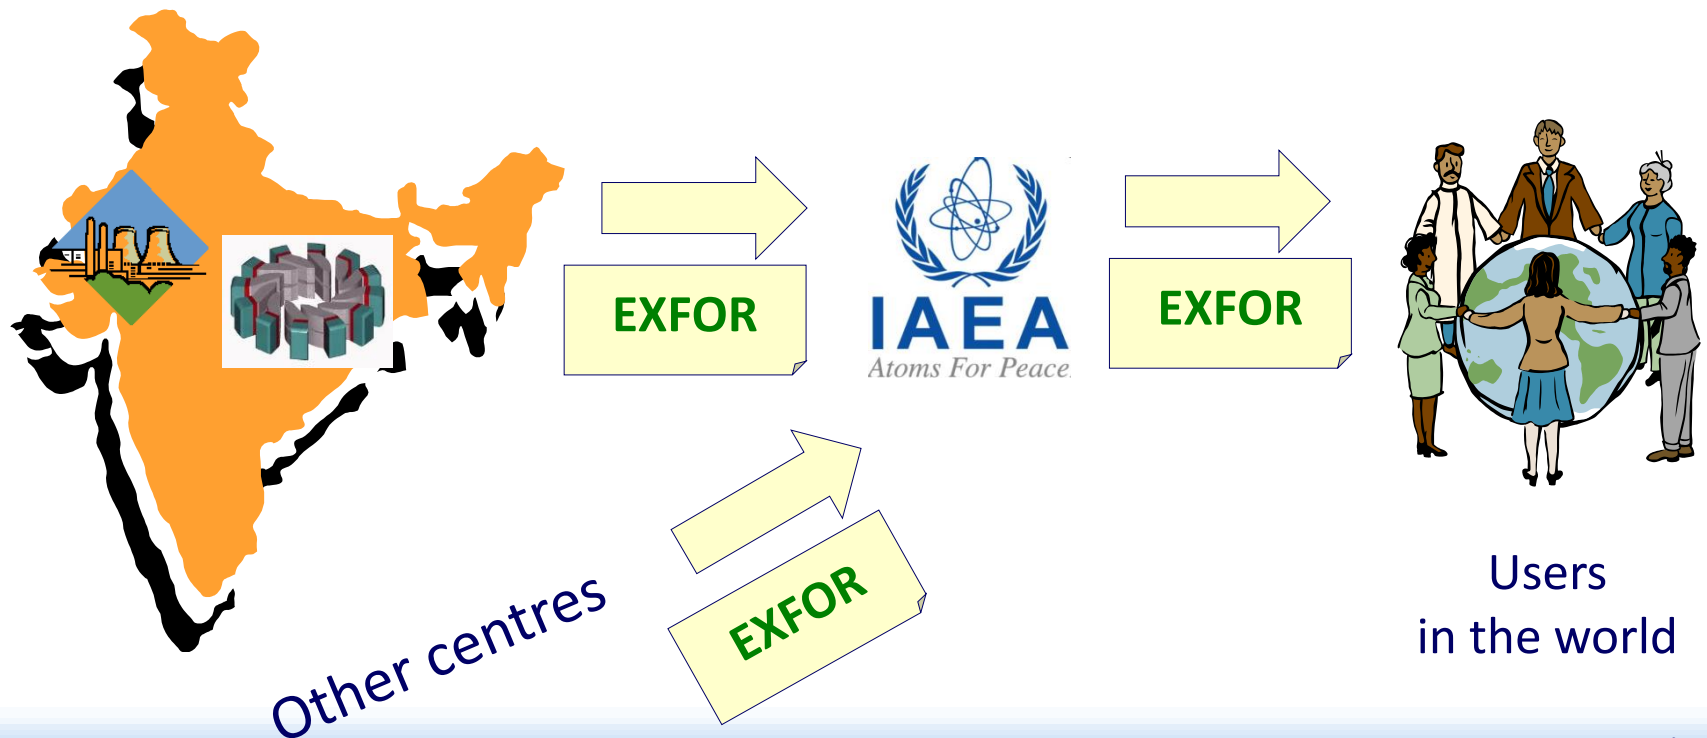 EXFOR
IAEA
Atoms For Peace
EXFOR
Other centres
EXFOR
Users
in the world